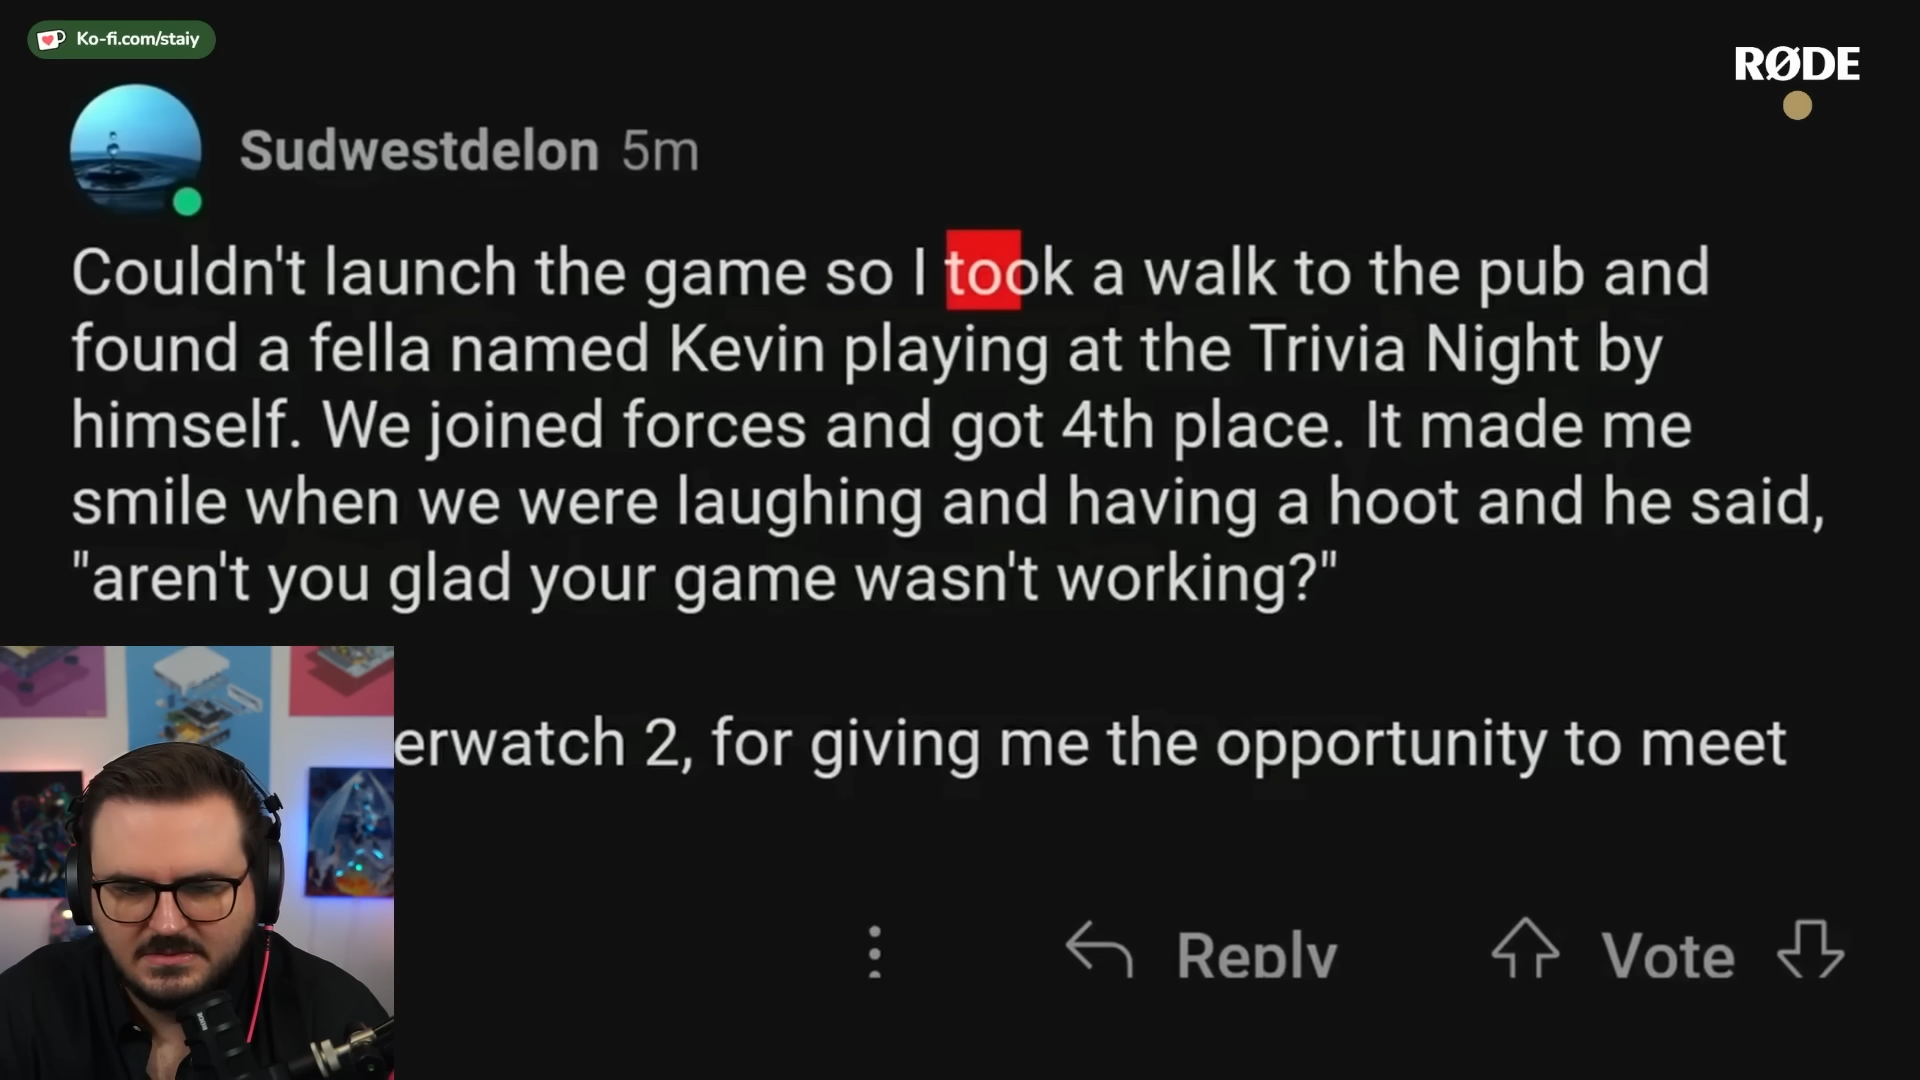 Ko-fi.com/staiy
RØDE
Sudwestdelon 5m
Couldn't launch the game so I took a walk to the pub and
found a fella named Kevin playing at the Trivia Night by
himself. We joined forces and got 4th place. It made me
smile when we were laughing and having a hoot and he said,
"aren't you glad your game wasn't working?"
erwatch 2, for giving me the opportunity to meet
Reply
Vote